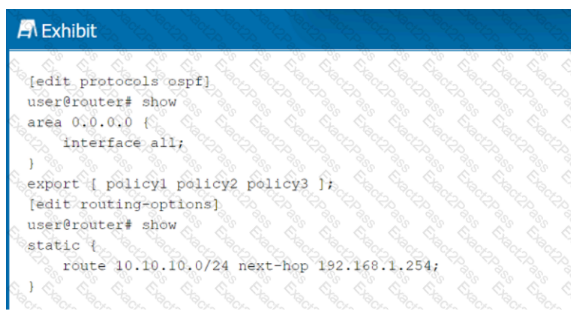 Exhibit
[edit protocols ospf]
user@router# show
area 0.0.0.0 {
interface all;
}
export [ policy1 policy2 policy3 ];
[edit routing-options]
user@router# show
static {
route 10.10.10.0/24 next-hop 192.168.1.254;
}
Exact2Pass